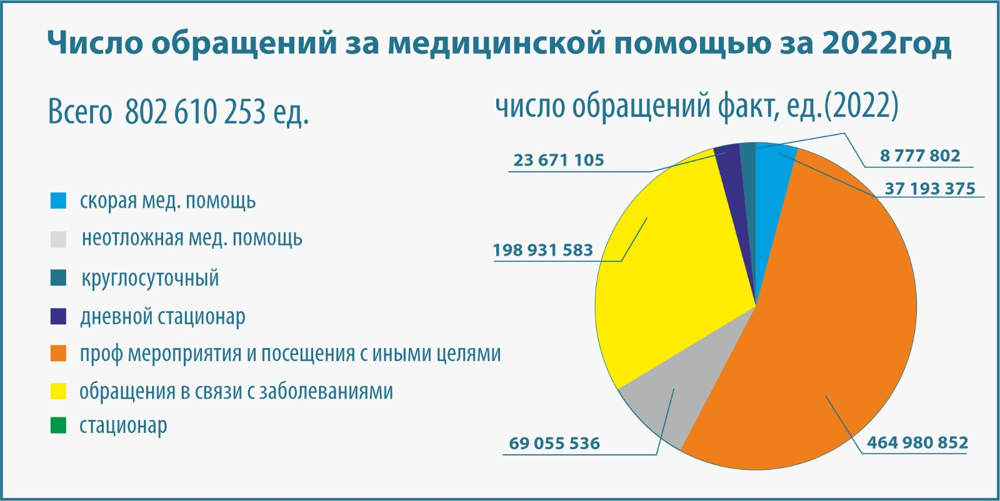 Число обращений за медицинской помощью за 2022год
Всего 802 610 253 ед.
число обращений факт, ед.(2022)
скорая мед. помощь
неотложная мед. помощь
круглосуточный
дневной стационар
проф мероприятия и посещения с иными целями
обращения в связи с заболеваниями
стационар
23 671 105
8 777 802
37 193 375
198 931 583
69 055 536
464 980 852